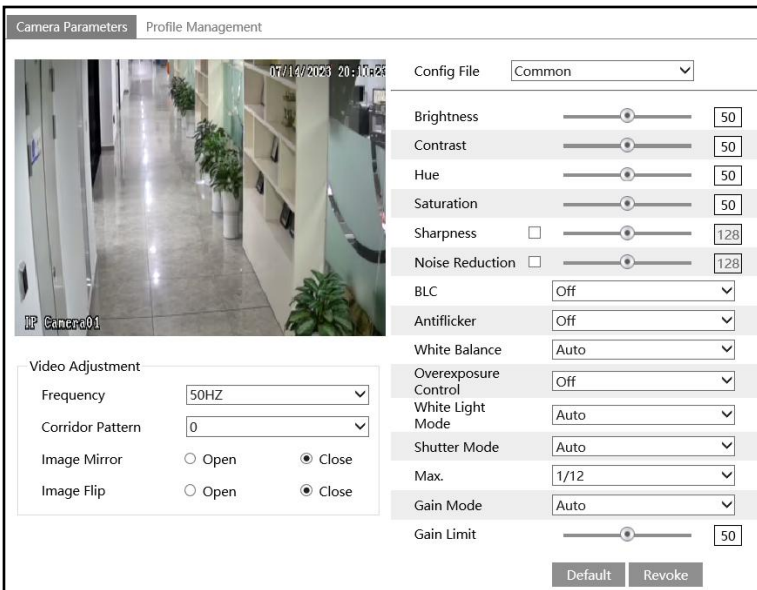 Camera Parameters Profile Management
07/14/2023 20:10:23
IP Camera01
Video Adjustment
Frequency 50HZ
Corridor Pattern 0
Image Mirror Open Close
Image Flip Open Close
Config File Common
Brightness 50
Contrast 50
Hue 50
Saturation 50
Sharpness 128
Noise Reduction 128
BLC Off
Antiflicker Off
White Balance Auto
Overexposure
Control Off
White Light
Mode Auto
Shutter Mode Auto
Max. 1/12
Gain Mode Auto
Gain Limit 50
Default Revoke